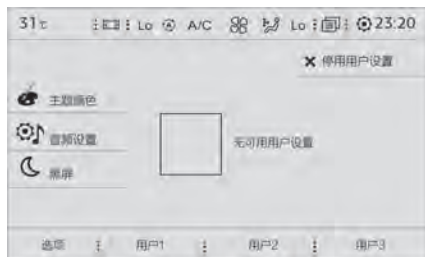 31℃ Lo A/C Lo 23:20
停用用户设置
主题颜色
音频设置
无可用用户设置
黑屏
选项 用户1 用户2 用户3